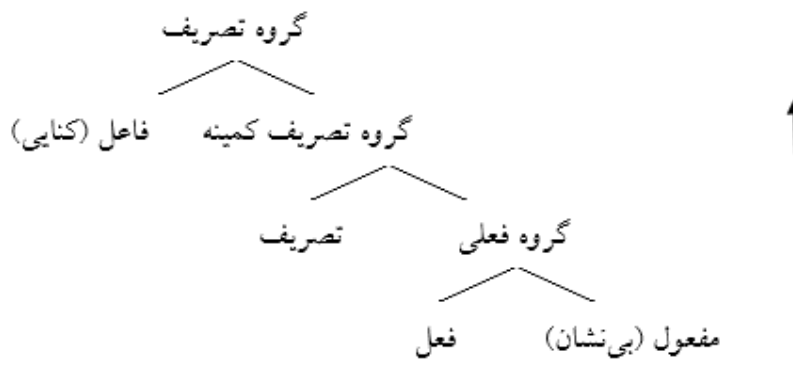 گروه تصریف
گروه تصریف کمینه فاعل (کنایی)
گروه فعلی تصریف
مفعول (بی‌نشان) فعل